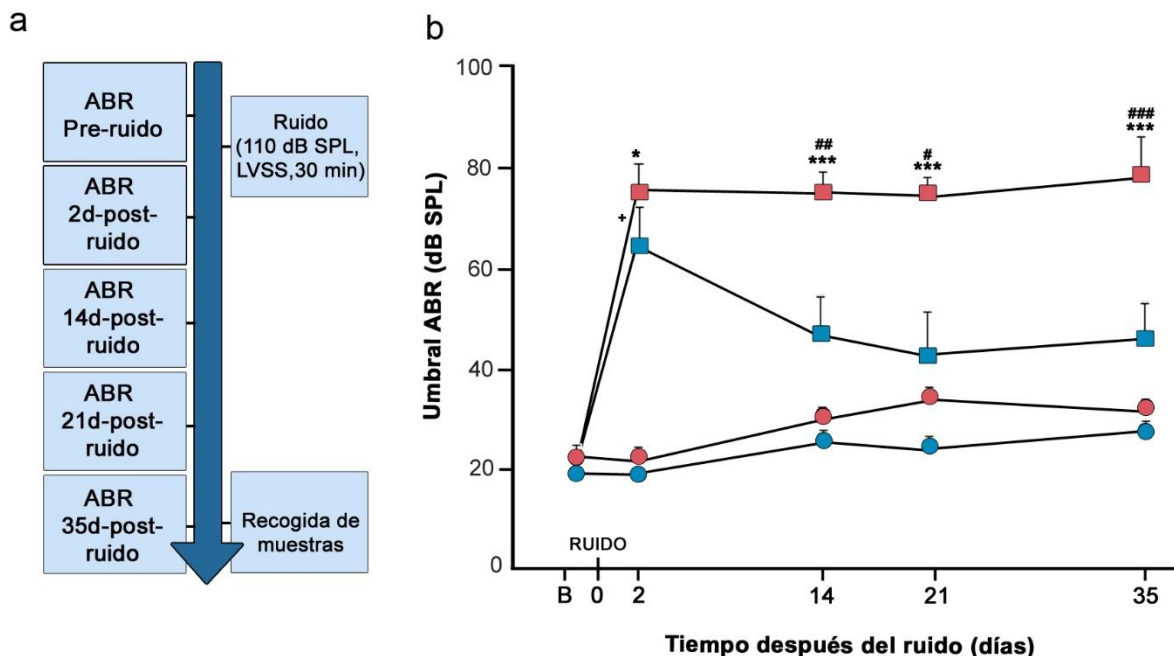 a
ABR
Pre-ruido
Ruido
(110 dB SPL,
LVSS,30 min)
ABR
2d-post-
ruido
ABR
14d-post-
ruido
ABR
21d-post-
ruido
ABR
35d-post-
ruido
Recogida de
muestras
b
Umbral ABR (dB SPL)
100
80
60
40
20
0
*
+
##
***
#
***
###
***
RUIDO
B 0 2 14 21 35
Tiempo después del ruido (días)